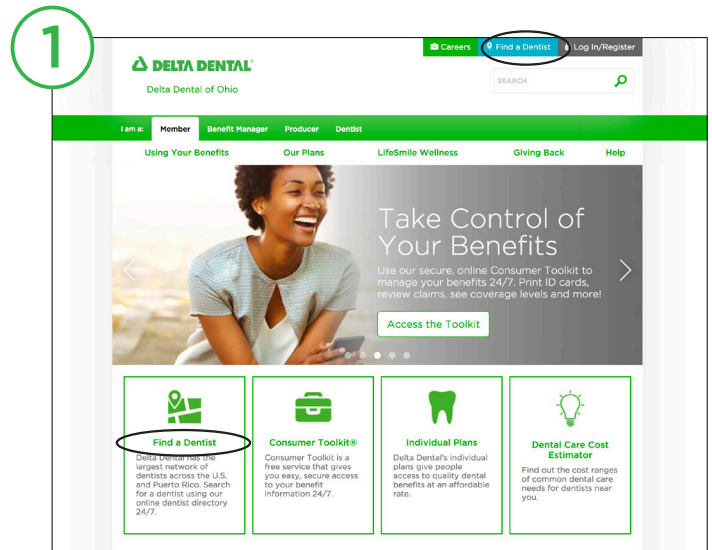 1
Careers Find a Dentist Log In/Register
DELTA DENTAL®
Delta Dental of Ohio
SEARCH
I am a: Member Benefit Manager Producer Dentist
Using Your Benefits Our Plans LifeSmile Wellness Giving Back Help
Take Control of
Your Benefits
Use our secure, online Consumer Toolkit to
manage your benefits 24/7. Print ID cards,
review claims, see coverage levels and more!
Access the Toolkit
Find a Dentist
Delta Dental has the
largest network of
dentists across the U.S.
and Puerto Rico. Search
for a dentist using our
online dentist directory
24/7.
Consumer Toolkit®
Consumer Toolkit is a
free service that gives
you easy, secure access
to your benefit
information 24/7.
Individual Plans
Delta Dental's individual
plans give people
access to quality dental
benefits at an affordable
rate.
Dental Care Cost
Estimator
Find out the cost ranges
of common dental care
needs for dentists near
you.